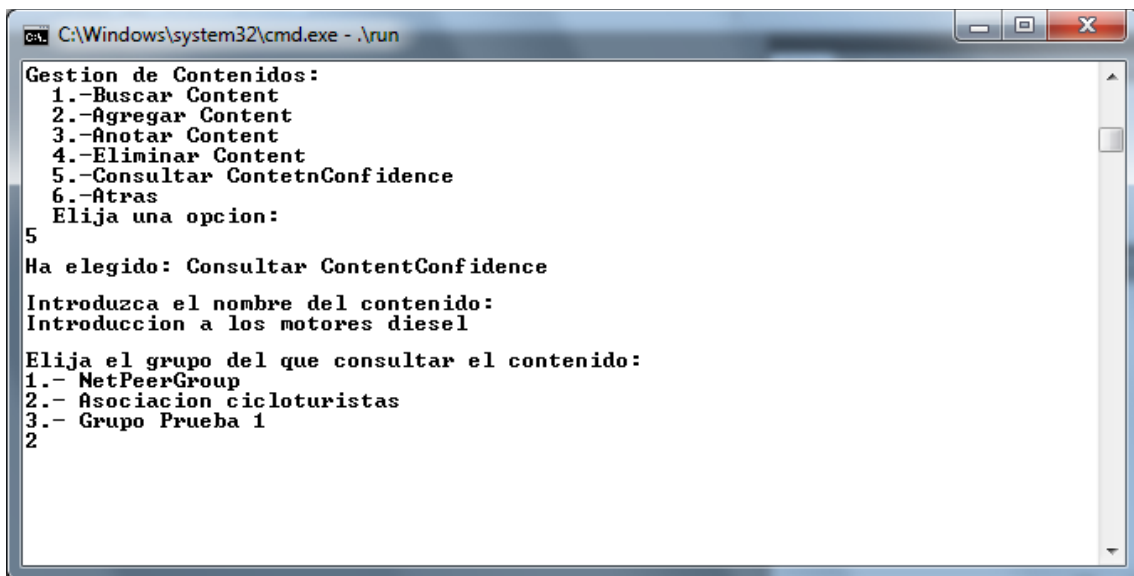 C:\Windows\system32\cmd.exe - .\run
Gestion de Contenidos:
1.-Buscar Content
2.-Agregar Content
3.-Anotar Content
4.-Eliminar Content
5.-Consultar ContetnConfidence
6.-Atras
Elija una opcion:
5
Ha elegido: Consultar ContentConfidence
Introduzca el nombre del contenido:
Introduccion a los motores diesel
Elija el grupo del que consultar el contenido:
1.- NetPeerGroup
2.- Asociacion cicloturistas
3.- Grupo Prueba 1
2